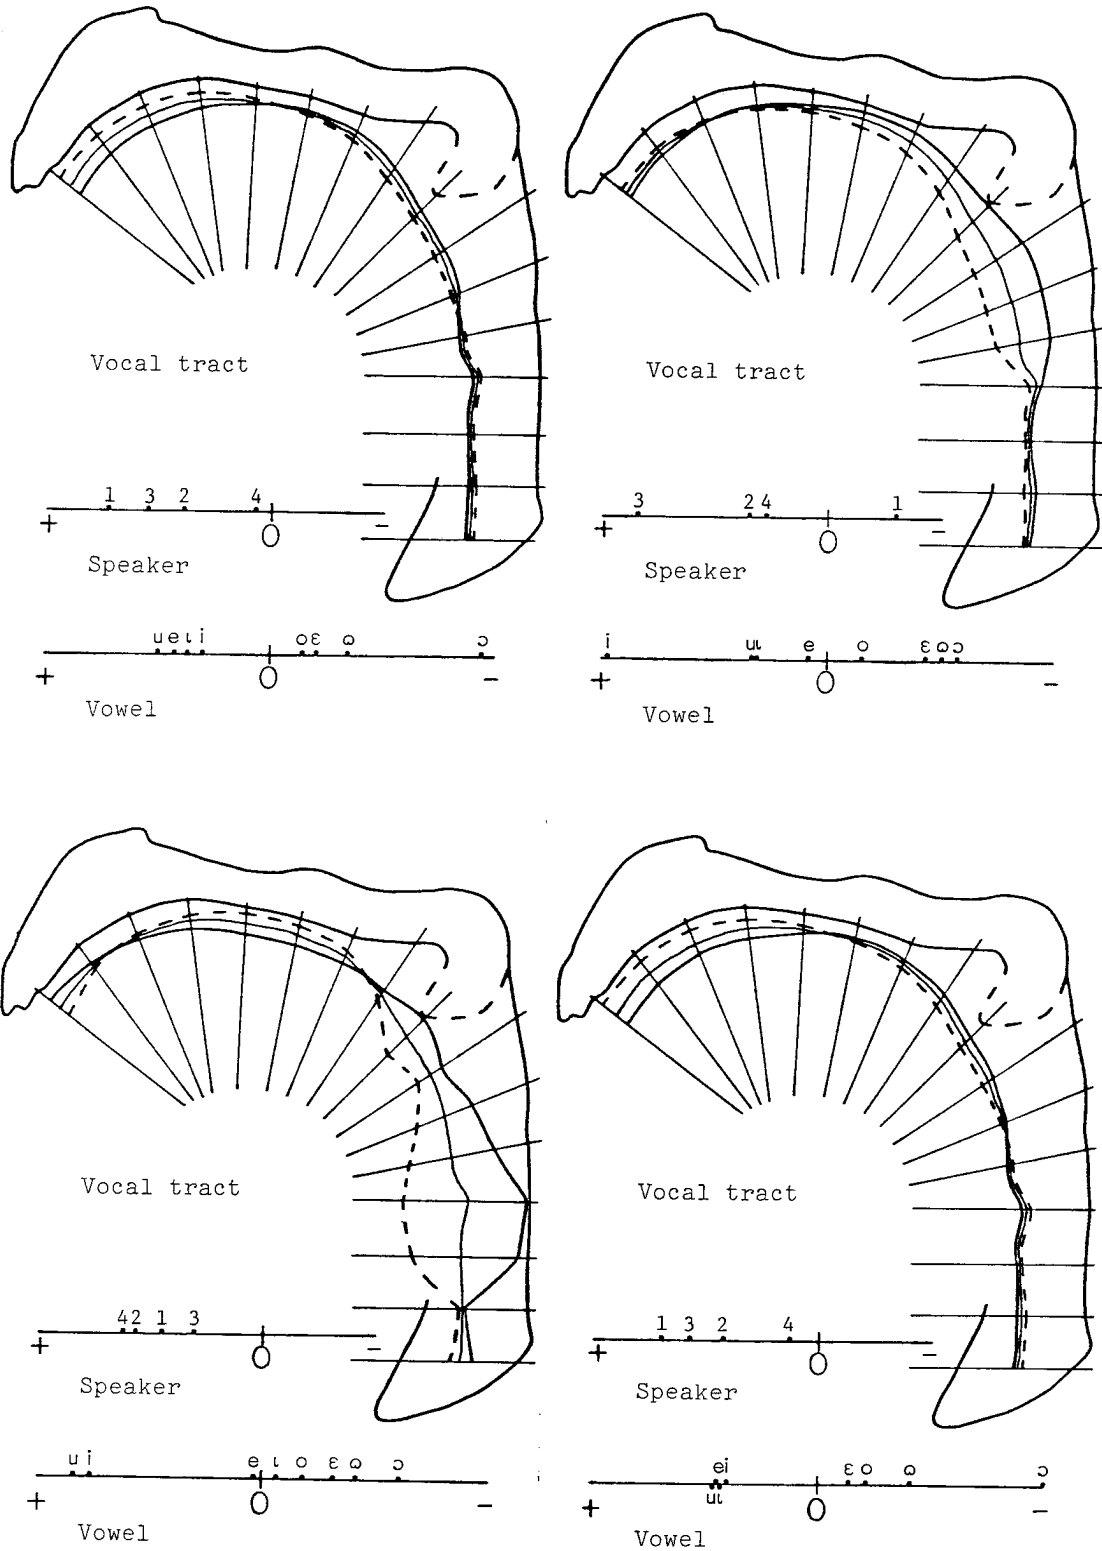 Vocal tract
1 3 2 4
+ 0 -
Speaker
u e ι i o ɛ ɷ ɔ
+ 0 -
Vowel
Vocal tract
3 2 4 1
+ 0 -
Speaker
i u ι e o ɛ ɷ ɔ
+ 0 -
Vowel
Vocal tract
4 2 1 3
+ 0 -
Speaker
u i e ι o ɛ ɷ ɔ
+ 0 -
Vowel
Vocal tract
1 3 2 4
+ 0 -
Speaker
e i ɛ o ɷ ɔ
u ι
+ 0 -
Vowel